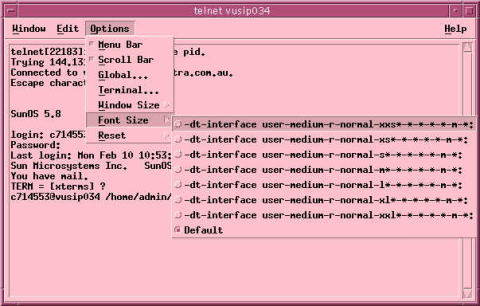 telnet vusip034
Window Edit Options Help
telnet[22183]: e pid.
Menu Bar
Trying 144.13
Scroll Bar
Connected to v tra.com.au.
Global...
Escape charact
Terminal...
Window Size
SunOS 5.8
Font Size
-dt-interface user-medium-r-normal-xxs*-*-*-*-*-m-*:
login: c714553
Reset
-dt-interface user-medium-r-normal-xs*-*-*-*-*-m-*:
Password:
Last login: Mon Feb 10 10:53:
-dt-interface user-medium-r-normal-s*-*-*-*-*-m-*:
Sun Microsystems Inc. SunOS
-dt-interface user-medium-r-normal-m*-*-*-*-*-m-*:
You have mail.
-dt-interface user-medium-r-normal-l*-*-*-*-*-m-*:
TERM = [xterms] ?
-dt-interface user-medium-r-normal-xl*-*-*-*-*-m-*:
c714553@vusip034 /home/admin/
-dt-interface user-medium-r-normal-xxl*-*-*-*-*-m-*:
Default